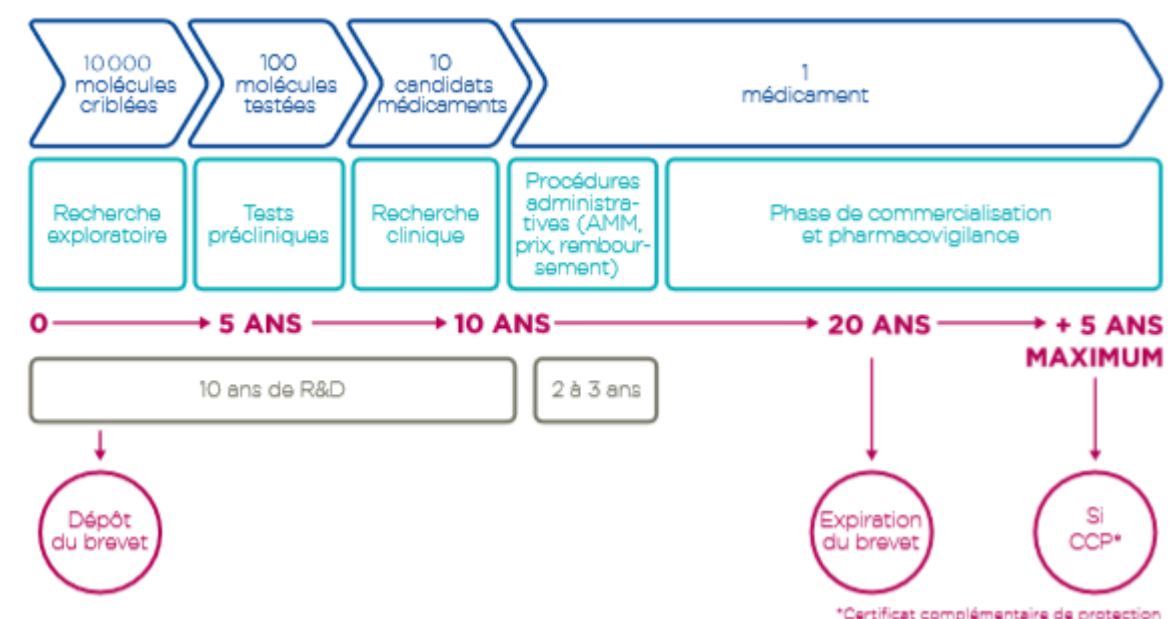 10 000
molécules
criblées
100
molécules
testées
10
candidats
médicaments
1
médicament
Recherche
exploratoire
Tests
précliniques
Recherche
clinique
Procédures
administra-
tives (AMM,
prix, rembour-
sement)
Phase de commercialisation
et pharmacovigilance
0
5 ANS
10 ANS
20 ANS
+ 5 ANS
MAXIMUM
10 ans de R&D
2 à 3 ans
Dépôt
du brevet
Expiration
du brevet
Si
CCP*
*Certificat complémentaire de protection